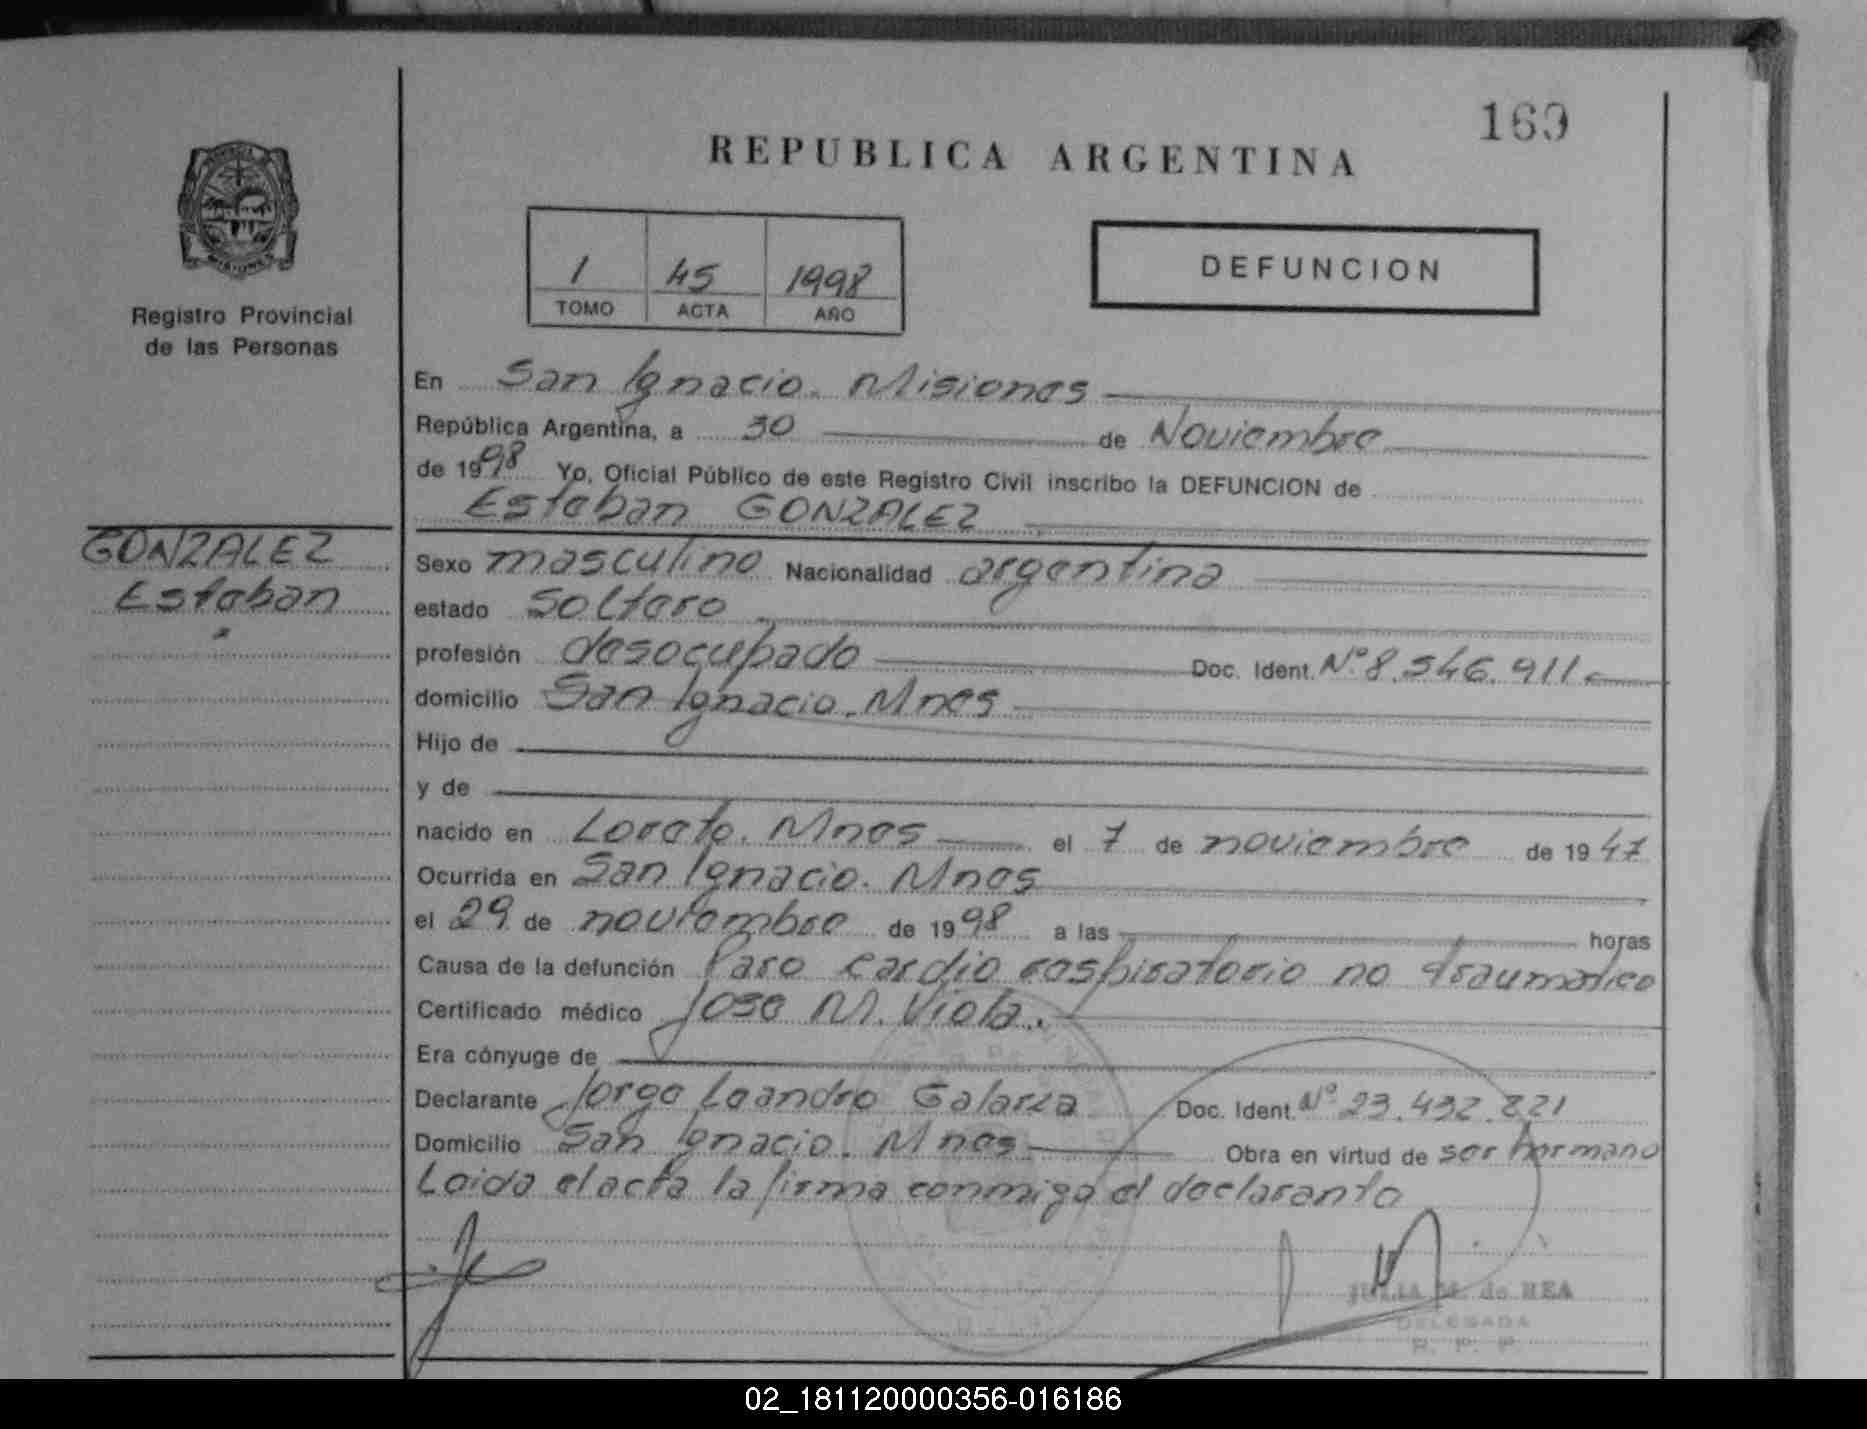 169
REPUBLICA ARGENTINA
MISIONES
Registro Provincial
de las Personas
1 45 1998
TOMO ACTA AÑO
DEFUNCION
GONZALEZ
Esteban
En San Ignacio. Misiones
República Argentina, a 30 de Noviembre
de 1998 Yo, Oficial Público de este Registro Civil inscribo la DEFUNCION de
Esteban GONZALEZ
Sexo masculino Nacionalidad argentina
estado soltero
profesión desocupado Doc. Ident. Nº 8.546.911
domicilio San Ignacio. Mnes
Hijo de
y de
nacido en Loreto. Mnes el 7 de noviembre de 1947
Ocurrida en San Ignacio. Mnes
el 29 de noviembre de 1998 a las horas
Causa de la defunción Paro cardio respiratorio no traumatico
Certificado médico Jose M. Viola.
Era cónyuge de
Declarante Jorge Leandro Galarza Doc. Ident. Nº 23.432.221
Domicilio San Ignacio. Mnes Obra en virtud de ser hermano
Leida el acta la firma conmigo el declarante
JULIA M. de REA
DELEGADA
R. P. P.
02_181120000356-016186